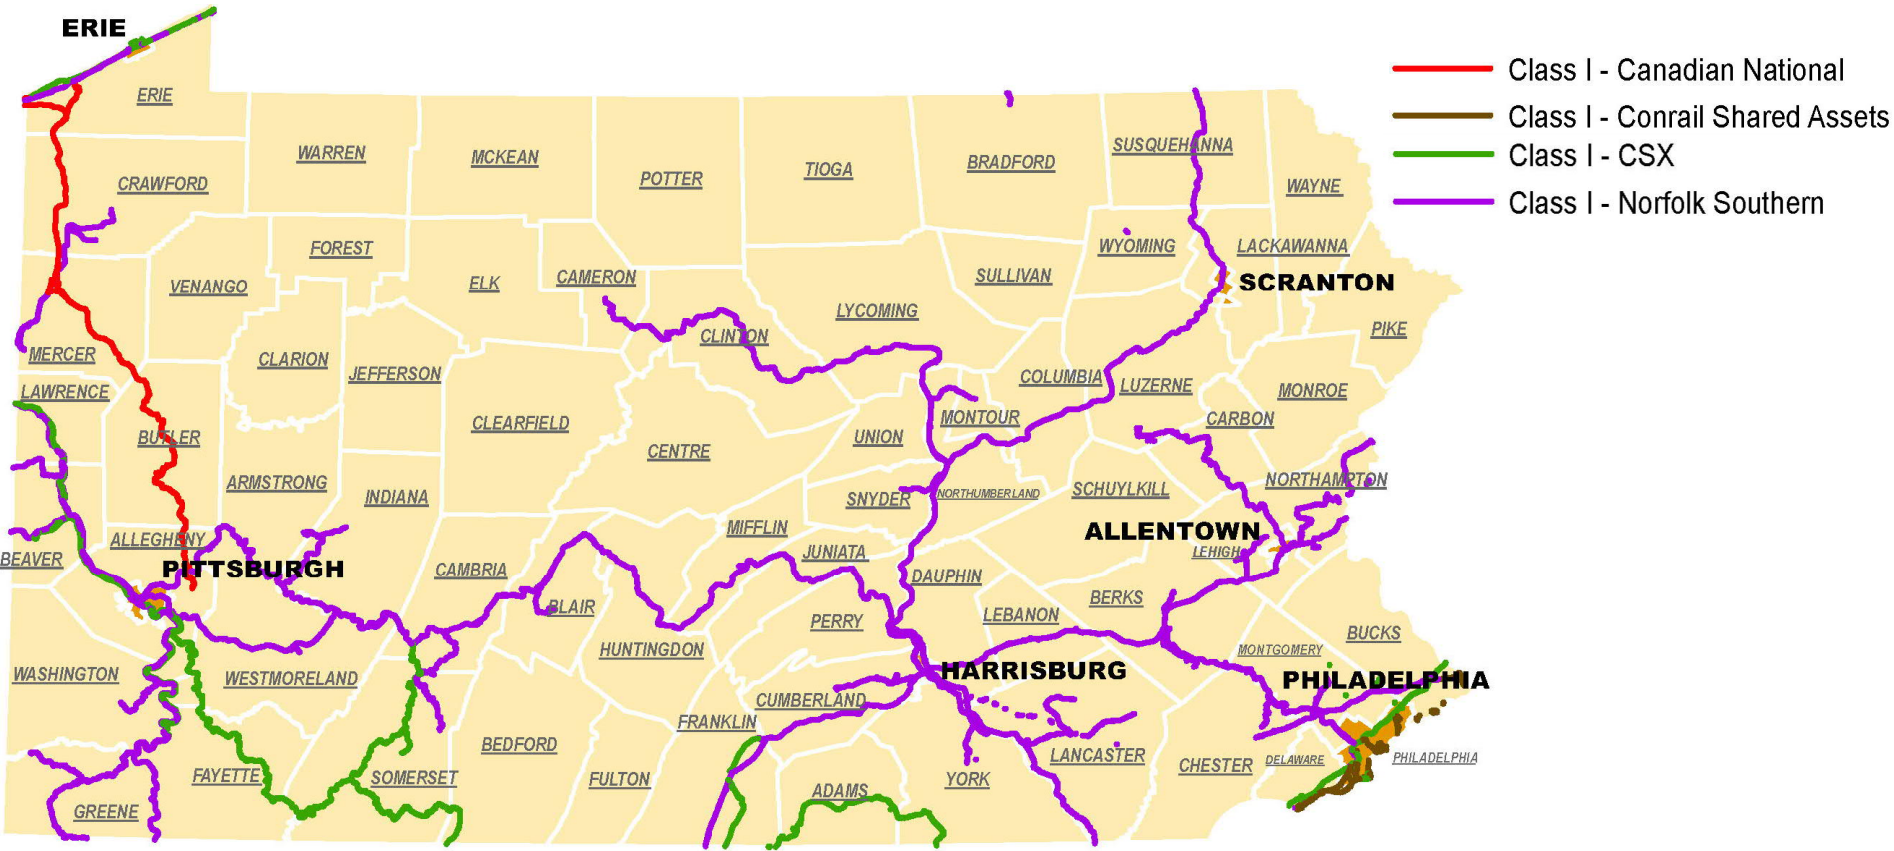 ERIE
Class I - Canadian National
Class I - Conrail Shared Assets
Class I - CSX
Class I - Norfolk Southern
ERIE
WARREN
MCKEAN
POTTER
TIOGA
BRADFORD
SUSQUEHANNA
WAYNE
CRAWFORD
FOREST
VENANGO
ELK
CAMERON
SULLIVAN
WYOMING
LACKAWANNA
SCRANTON
LYCOMING
CLINTON
PIKE
MERCER
CLARION
JEFFERSON
LAWRENCE
COLUMBIA
LUZERNE
MONROE
CARBON
MONTOUR
BUTLER
CLEARFIELD
CENTRE
UNION
ARMSTRONG
INDIANA
SNYDER
NORTHUMBERLAND
SCHUYLKILL
NORTHAMPTON
ALLEGHENY
MIFFLIN
JUNIATA
ALLENTOWN
LEHIGH
BEAVER
PITTSBURGH
CAMBRIA
DAUPHIN
BLAIR
PERRY
LEBANON
BERKS
BUCKS
HUNTINGDON
MONTGOMERY
WASHINGTON
WESTMORELAND
HARRISBURG
PHILADELPHIA
CUMBERLAND
FRANKLIN
BEDFORD
LANCASTER
CHESTER
DELAWARE
PHILADELPHIA
FAYETTE
SOMERSET
FULTON
ADAMS
YORK
GREENE